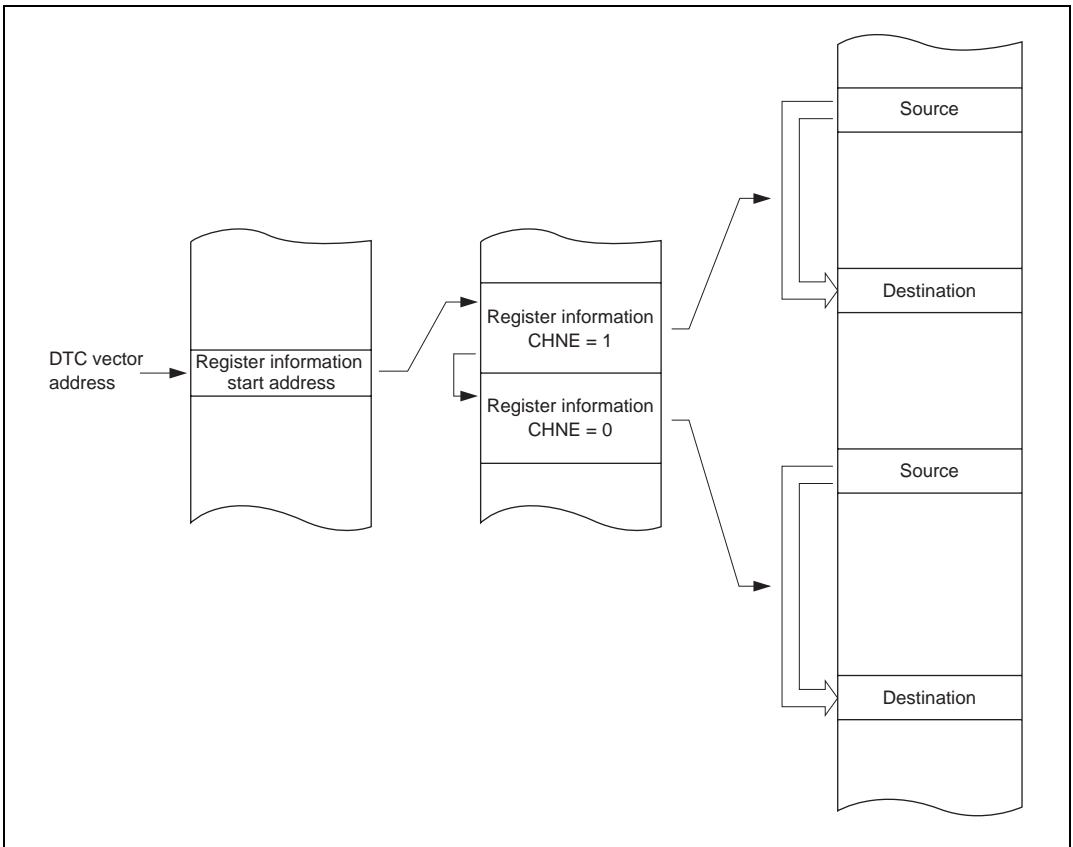 DTC vector
address
Register information
start address
Register information
CHNE = 1
Register information
CHNE = 0
Source
Destination
Source
Destination